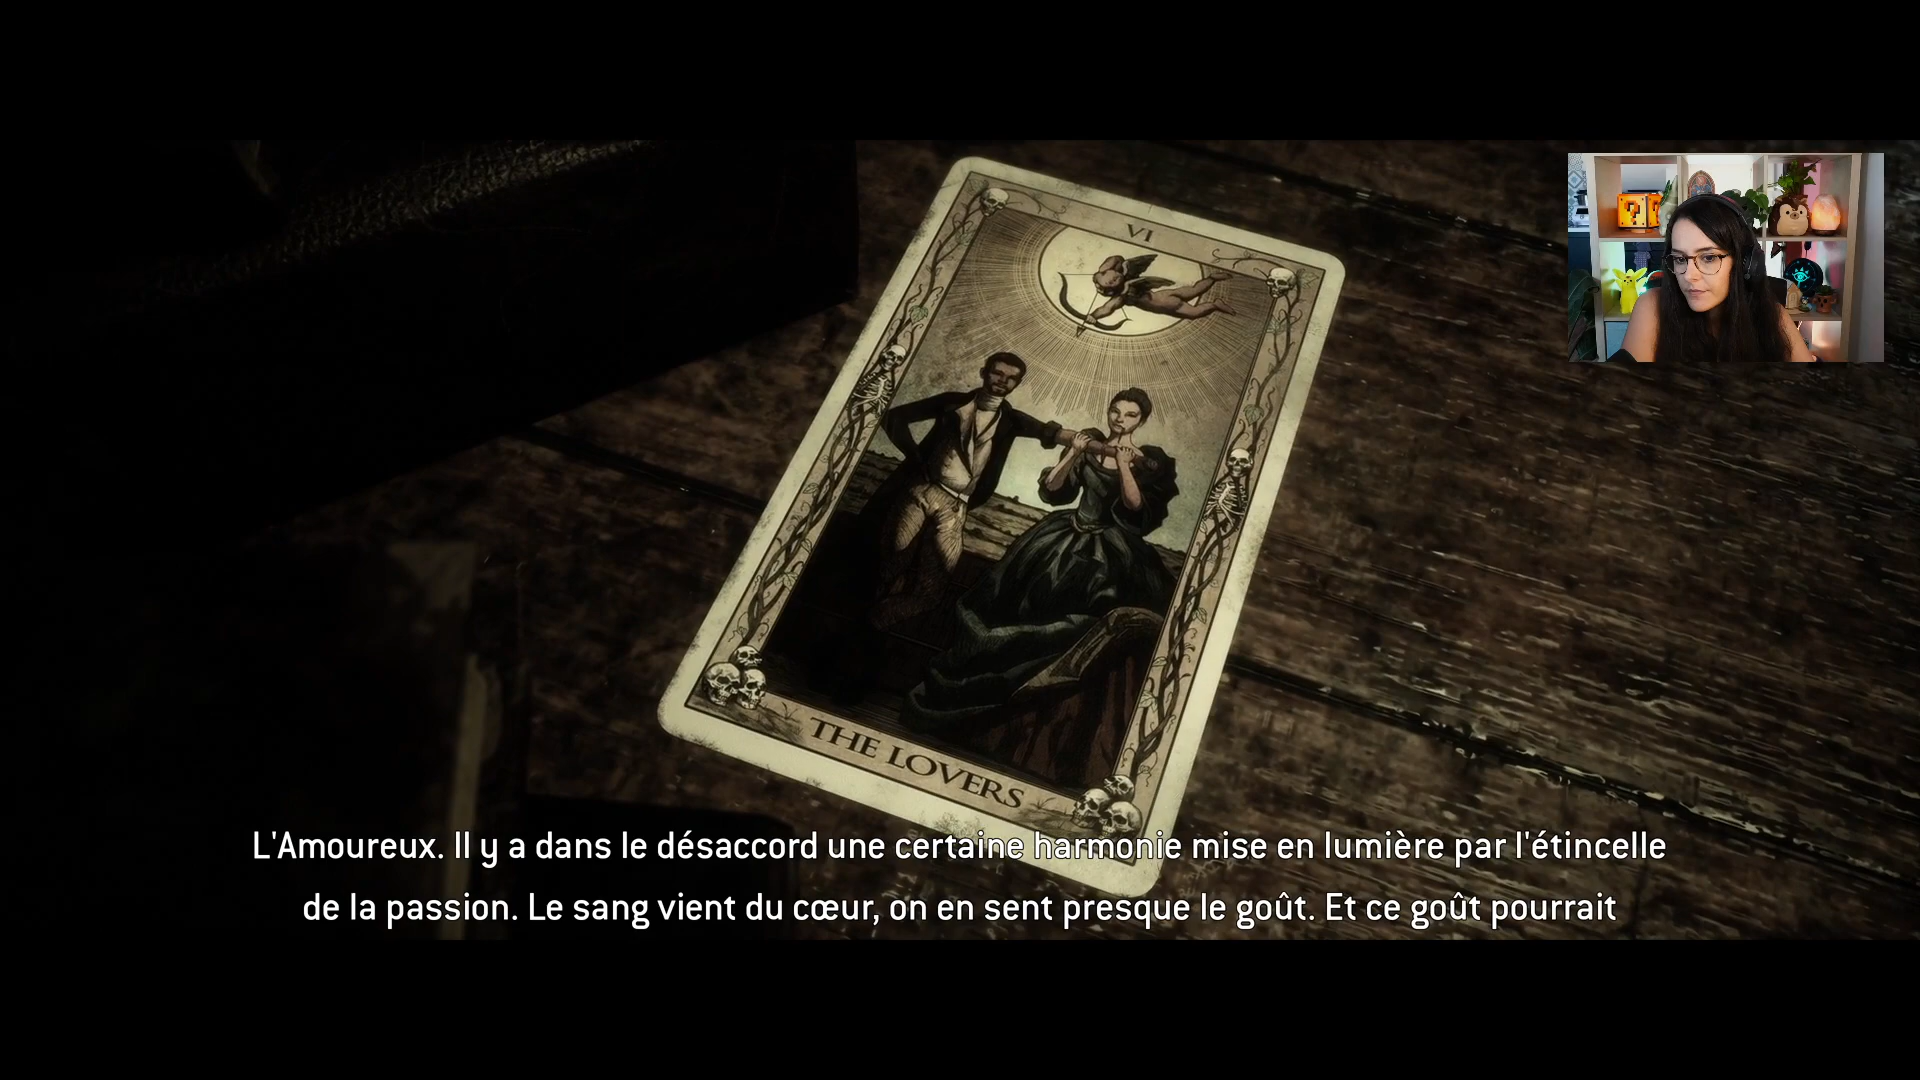 VI
THE LOVERS
L'Amoureux. Il y a dans le désaccord une certaine harmonie mise en lumière par l'étincelle
de la passion. Le sang vient du cœur, on en sent presque le goût. Et ce goût pourrait